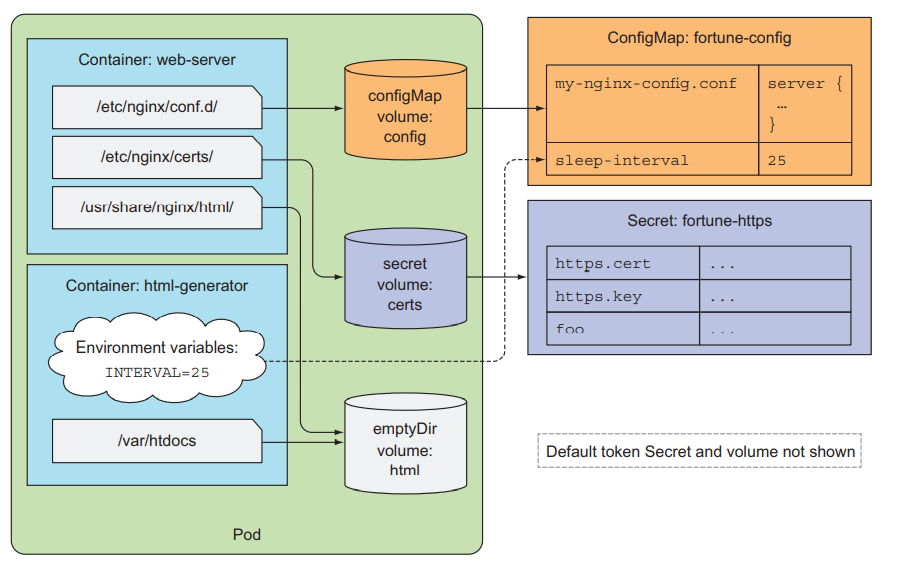 Container: web-server
/etc/nginx/conf.d/
/etc/nginx/certs/
/usr/share/nginx/html/
Container: html-generator
Environment variables:
INTERVAL=25
/var/htdocs
configMap
volume:
config
secret
volume:
certs
emptyDir
volume:
html
Pod
ConfigMap: fortune-config
my-nginx-config.conf
server {
…
}
sleep-interval
25
Secret: fortune-https
https.cert
...
https.key
...
foo
...
Default token Secret and volume not shown